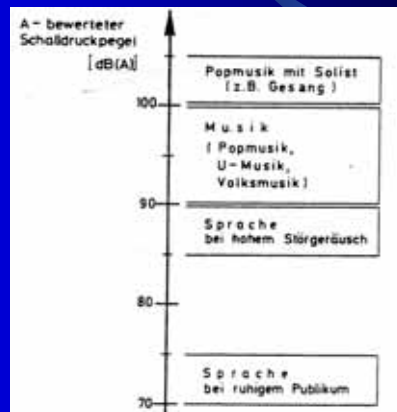 A- bewerteter
Schalldruckpegel
[dB(A)]
Popmusik mit Solist
(z.B. Gesang)
100
Musik
(Popmusik,
U-Musik,
Volksmusik)
90
Sprache
bei hohem Störgeräusch
80
Sprache
bei ruhigem Publikum
70